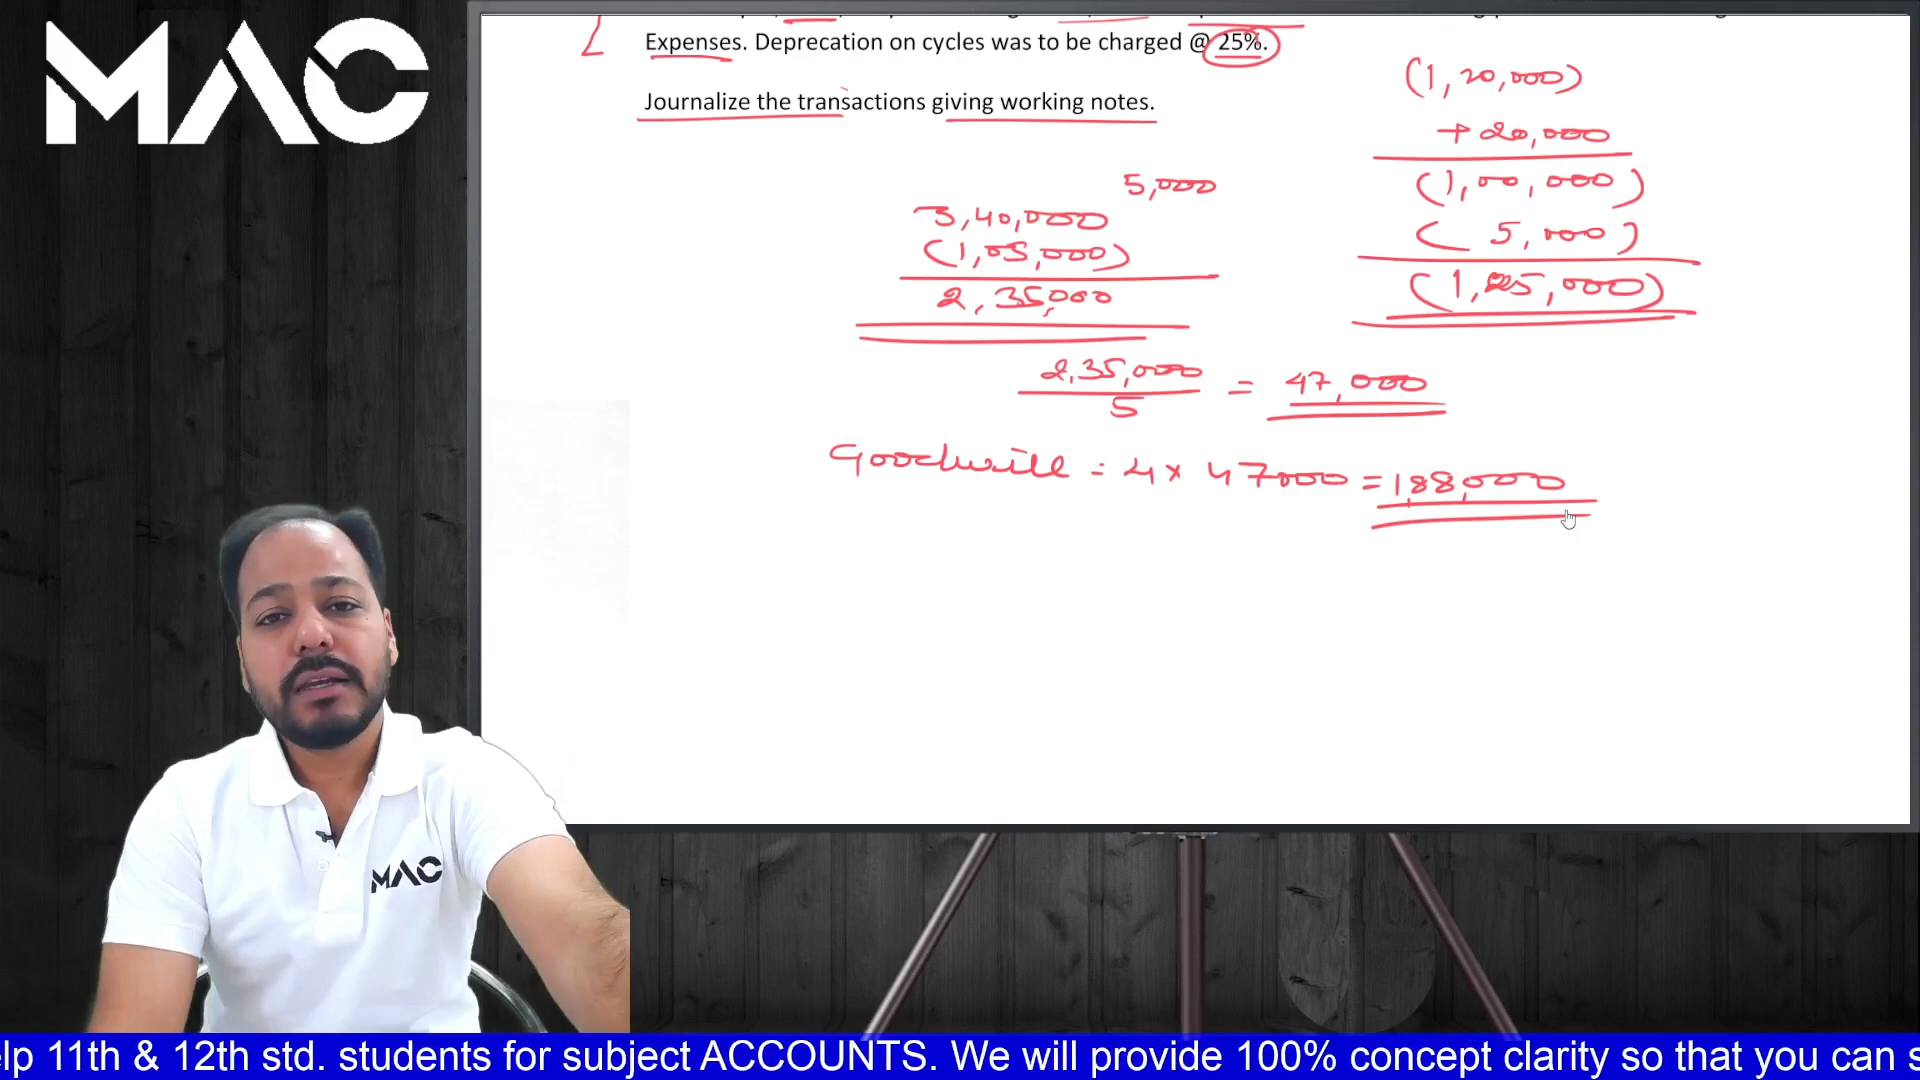 MAC
Expenses. Deprecation on cycles was to be charged @ 25%.
Journalize the transactions giving working notes.
(1,20,000)
+ 20,000
(1,00,000)
( 5,000)
(1,05,000)
5,000
3,40,000
(1,05,000)
2,35,000
2,35,000
5
= 47,000
Goodwill = 4 x 47000 = 1,88,000
MAC
elp 11th & 12th std. students for subject ACCOUNTS. We will provide 100% concept clarity so that you can s